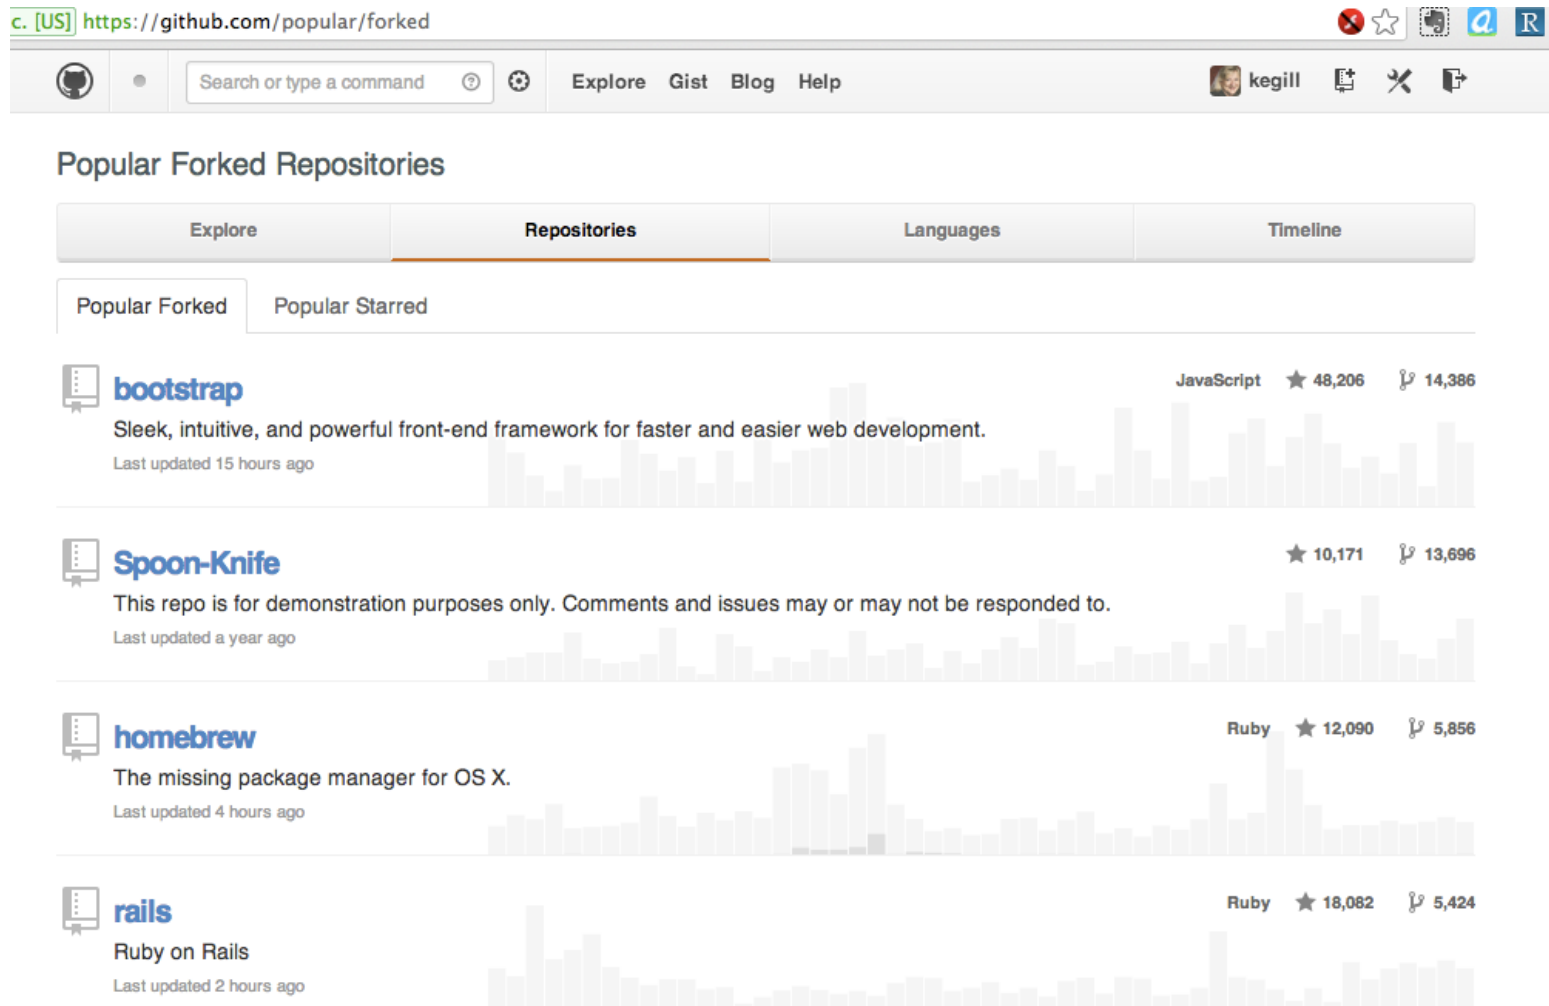 c. [US] https://github.com/popular/forked
Search or type a command
Explore Gist Blog Help
kegill
Popular Forked Repositories
Explore Repositories Languages Timeline
Popular Forked Popular Starred
bootstrap JavaScript 48,206 14,386
Sleek, intuitive, and powerful front-end framework for faster and easier web development.
Last updated 15 hours ago
Spoon-Knife 10,171 13,696
This repo is for demonstration purposes only. Comments and issues may or may not be responded to.
Last updated a year ago
homebrew Ruby 12,090 5,856
The missing package manager for OS X.
Last updated 4 hours ago
rails Ruby 18,082 5,424
Ruby on Rails
Last updated 2 hours ago